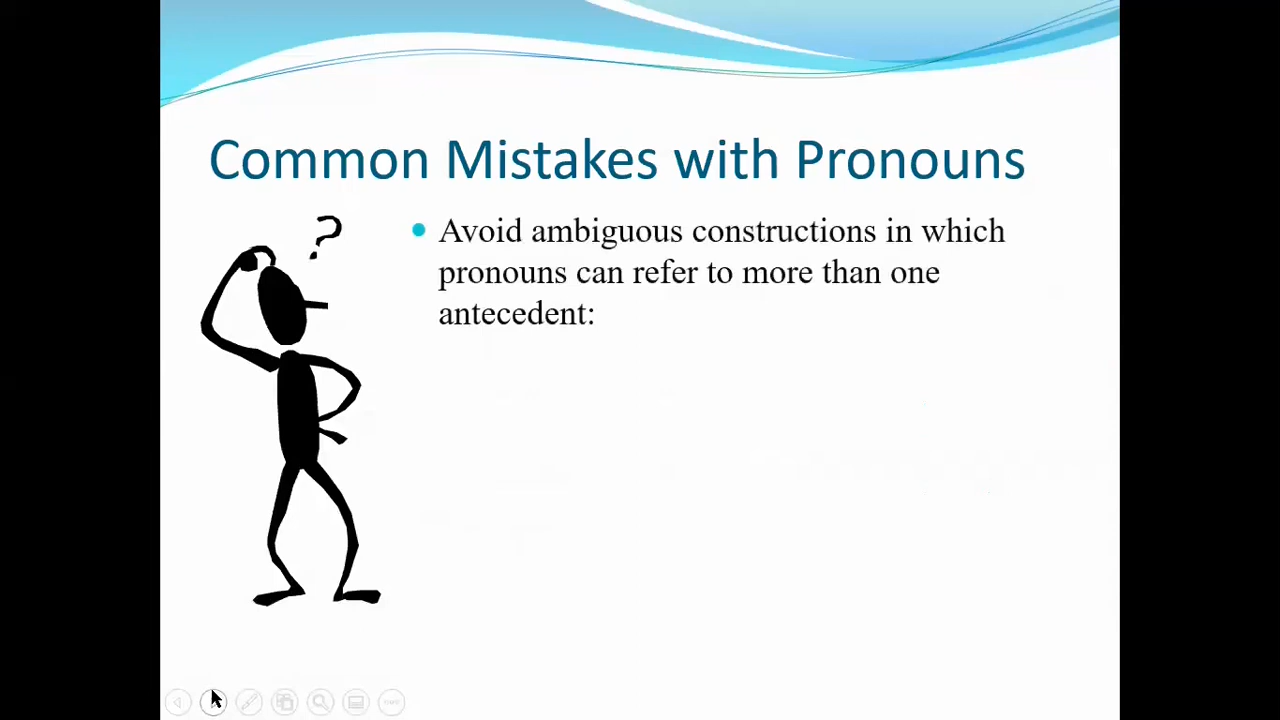 Common Mistakes with Pronouns
?
• Avoid ambiguous constructions in which
pronouns can refer to more than one
antecedent: